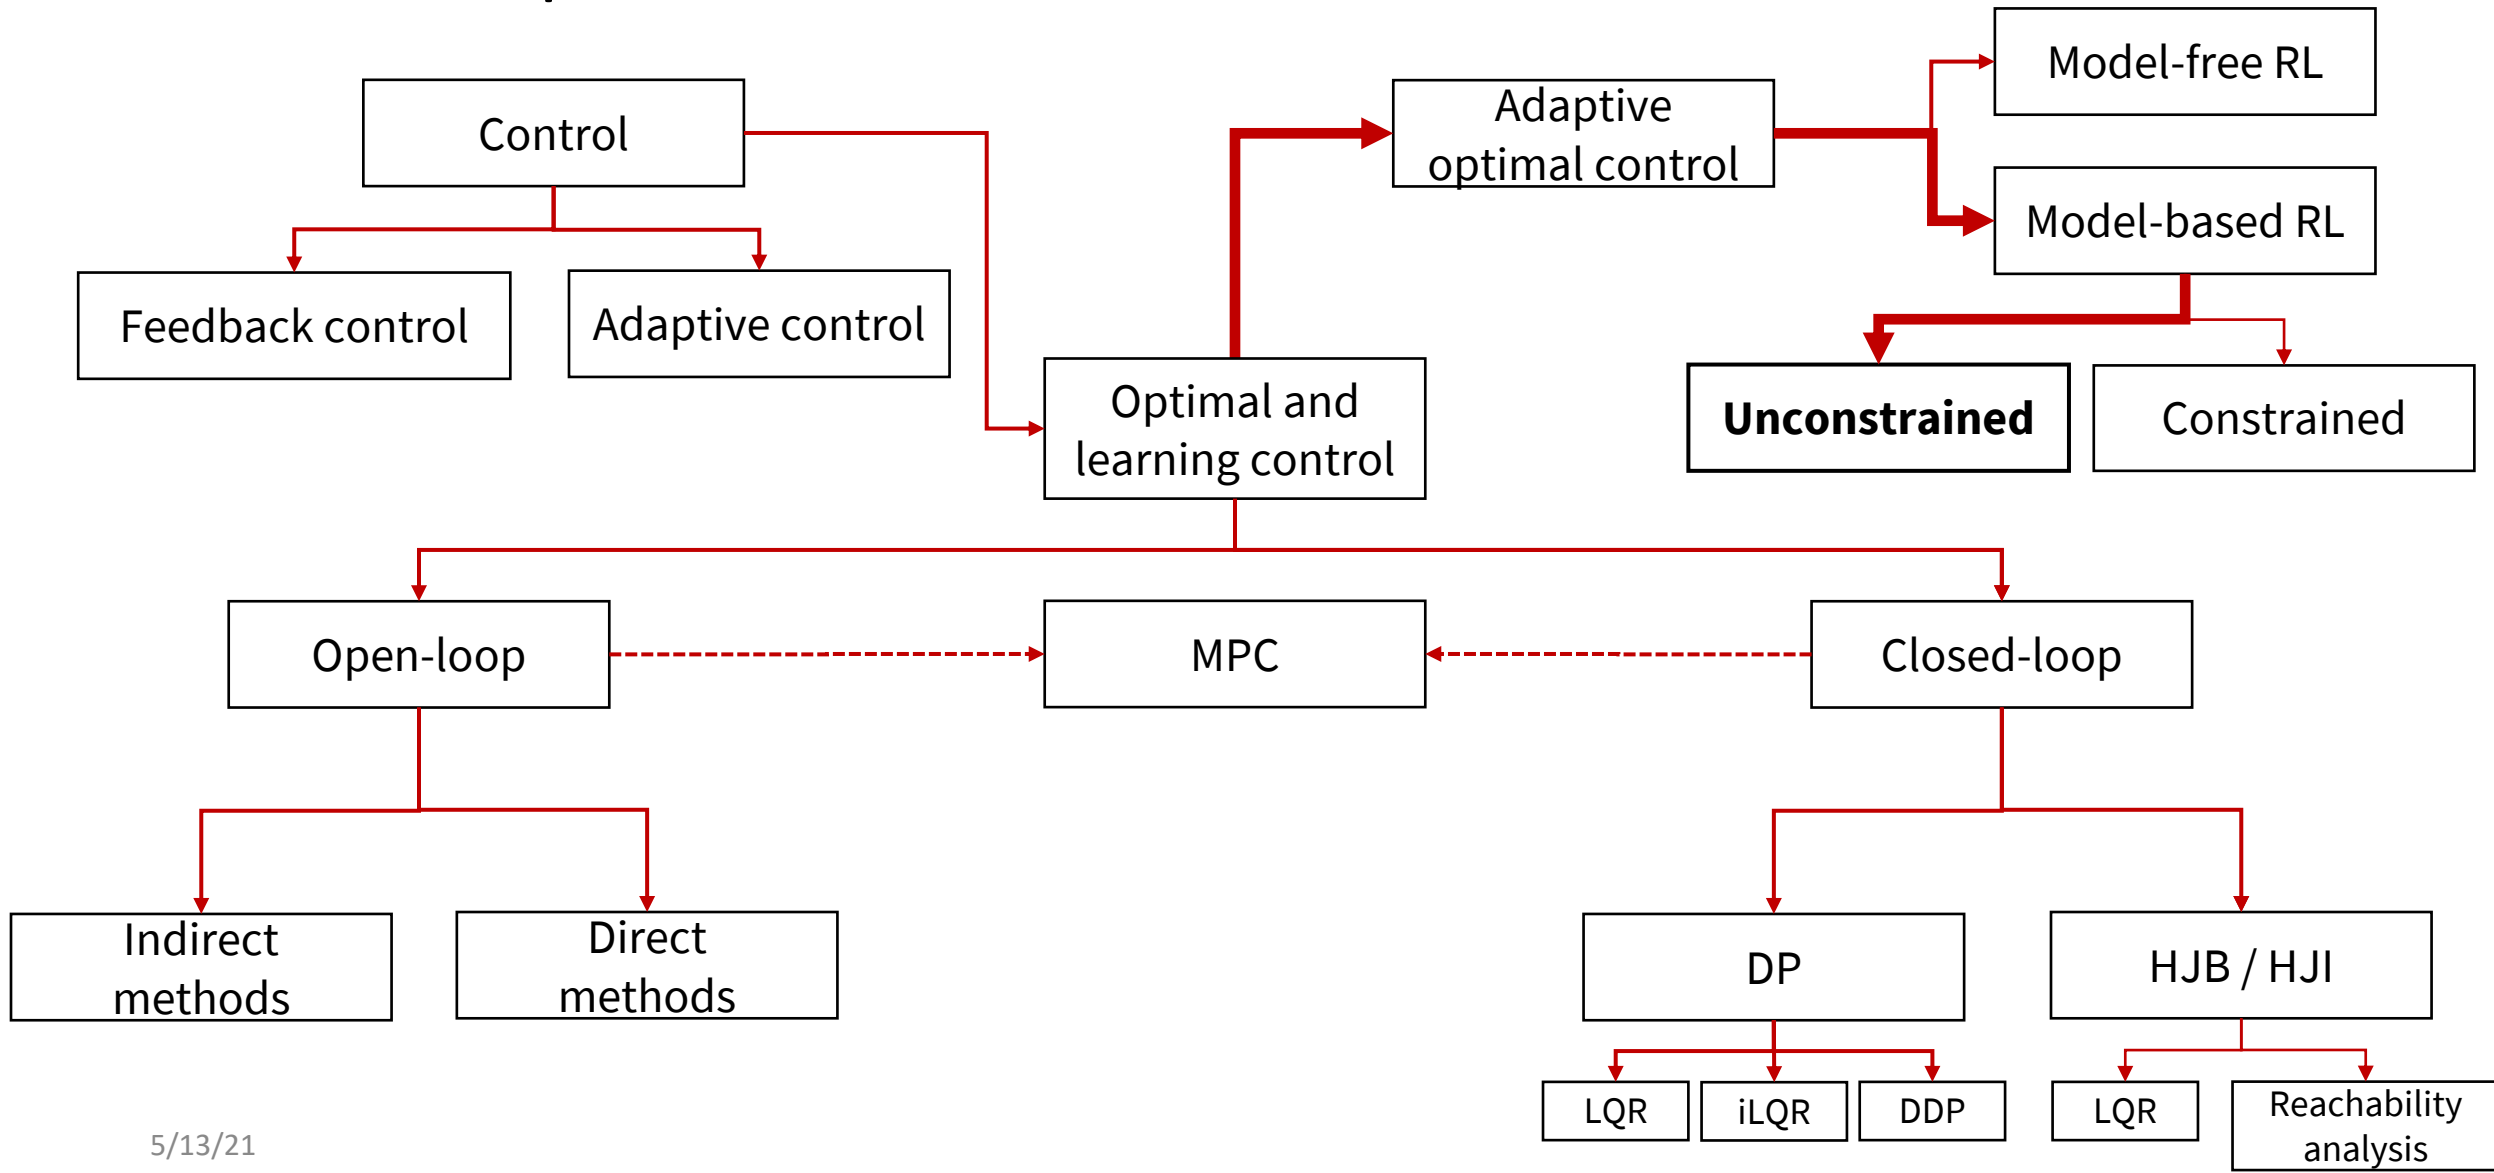 Model-free RL
Control
Adaptive
optimal control
Model-based RL
Feedback control
Adaptive control
Optimal and
learning control
Unconstrained
Constrained
Open-loop
MPC
Closed-loop
Indirect
methods
Direct
methods
DP
HJB / HJI
LQR
iLQR
DDP
LQR
Reachability
analysis
5/13/21